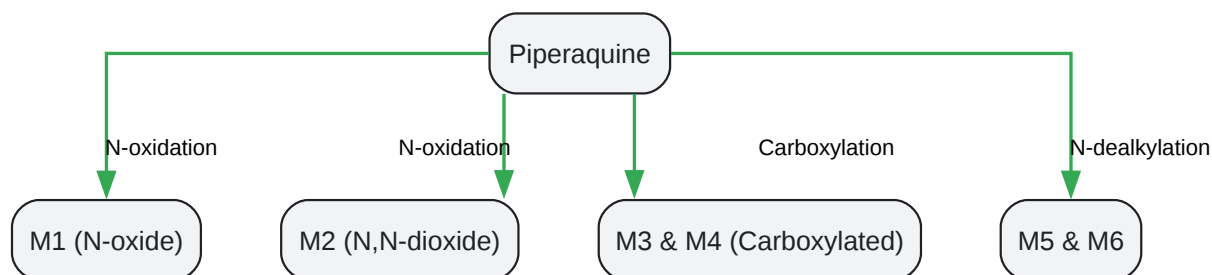 Piperaquine
N-oxidation
N-oxidation
Carboxylation
N-dealkylation
M1 (N-oxide)
M2 (N,N-dioxide)
M3 & M4 (Carboxylated)
M5 & M6